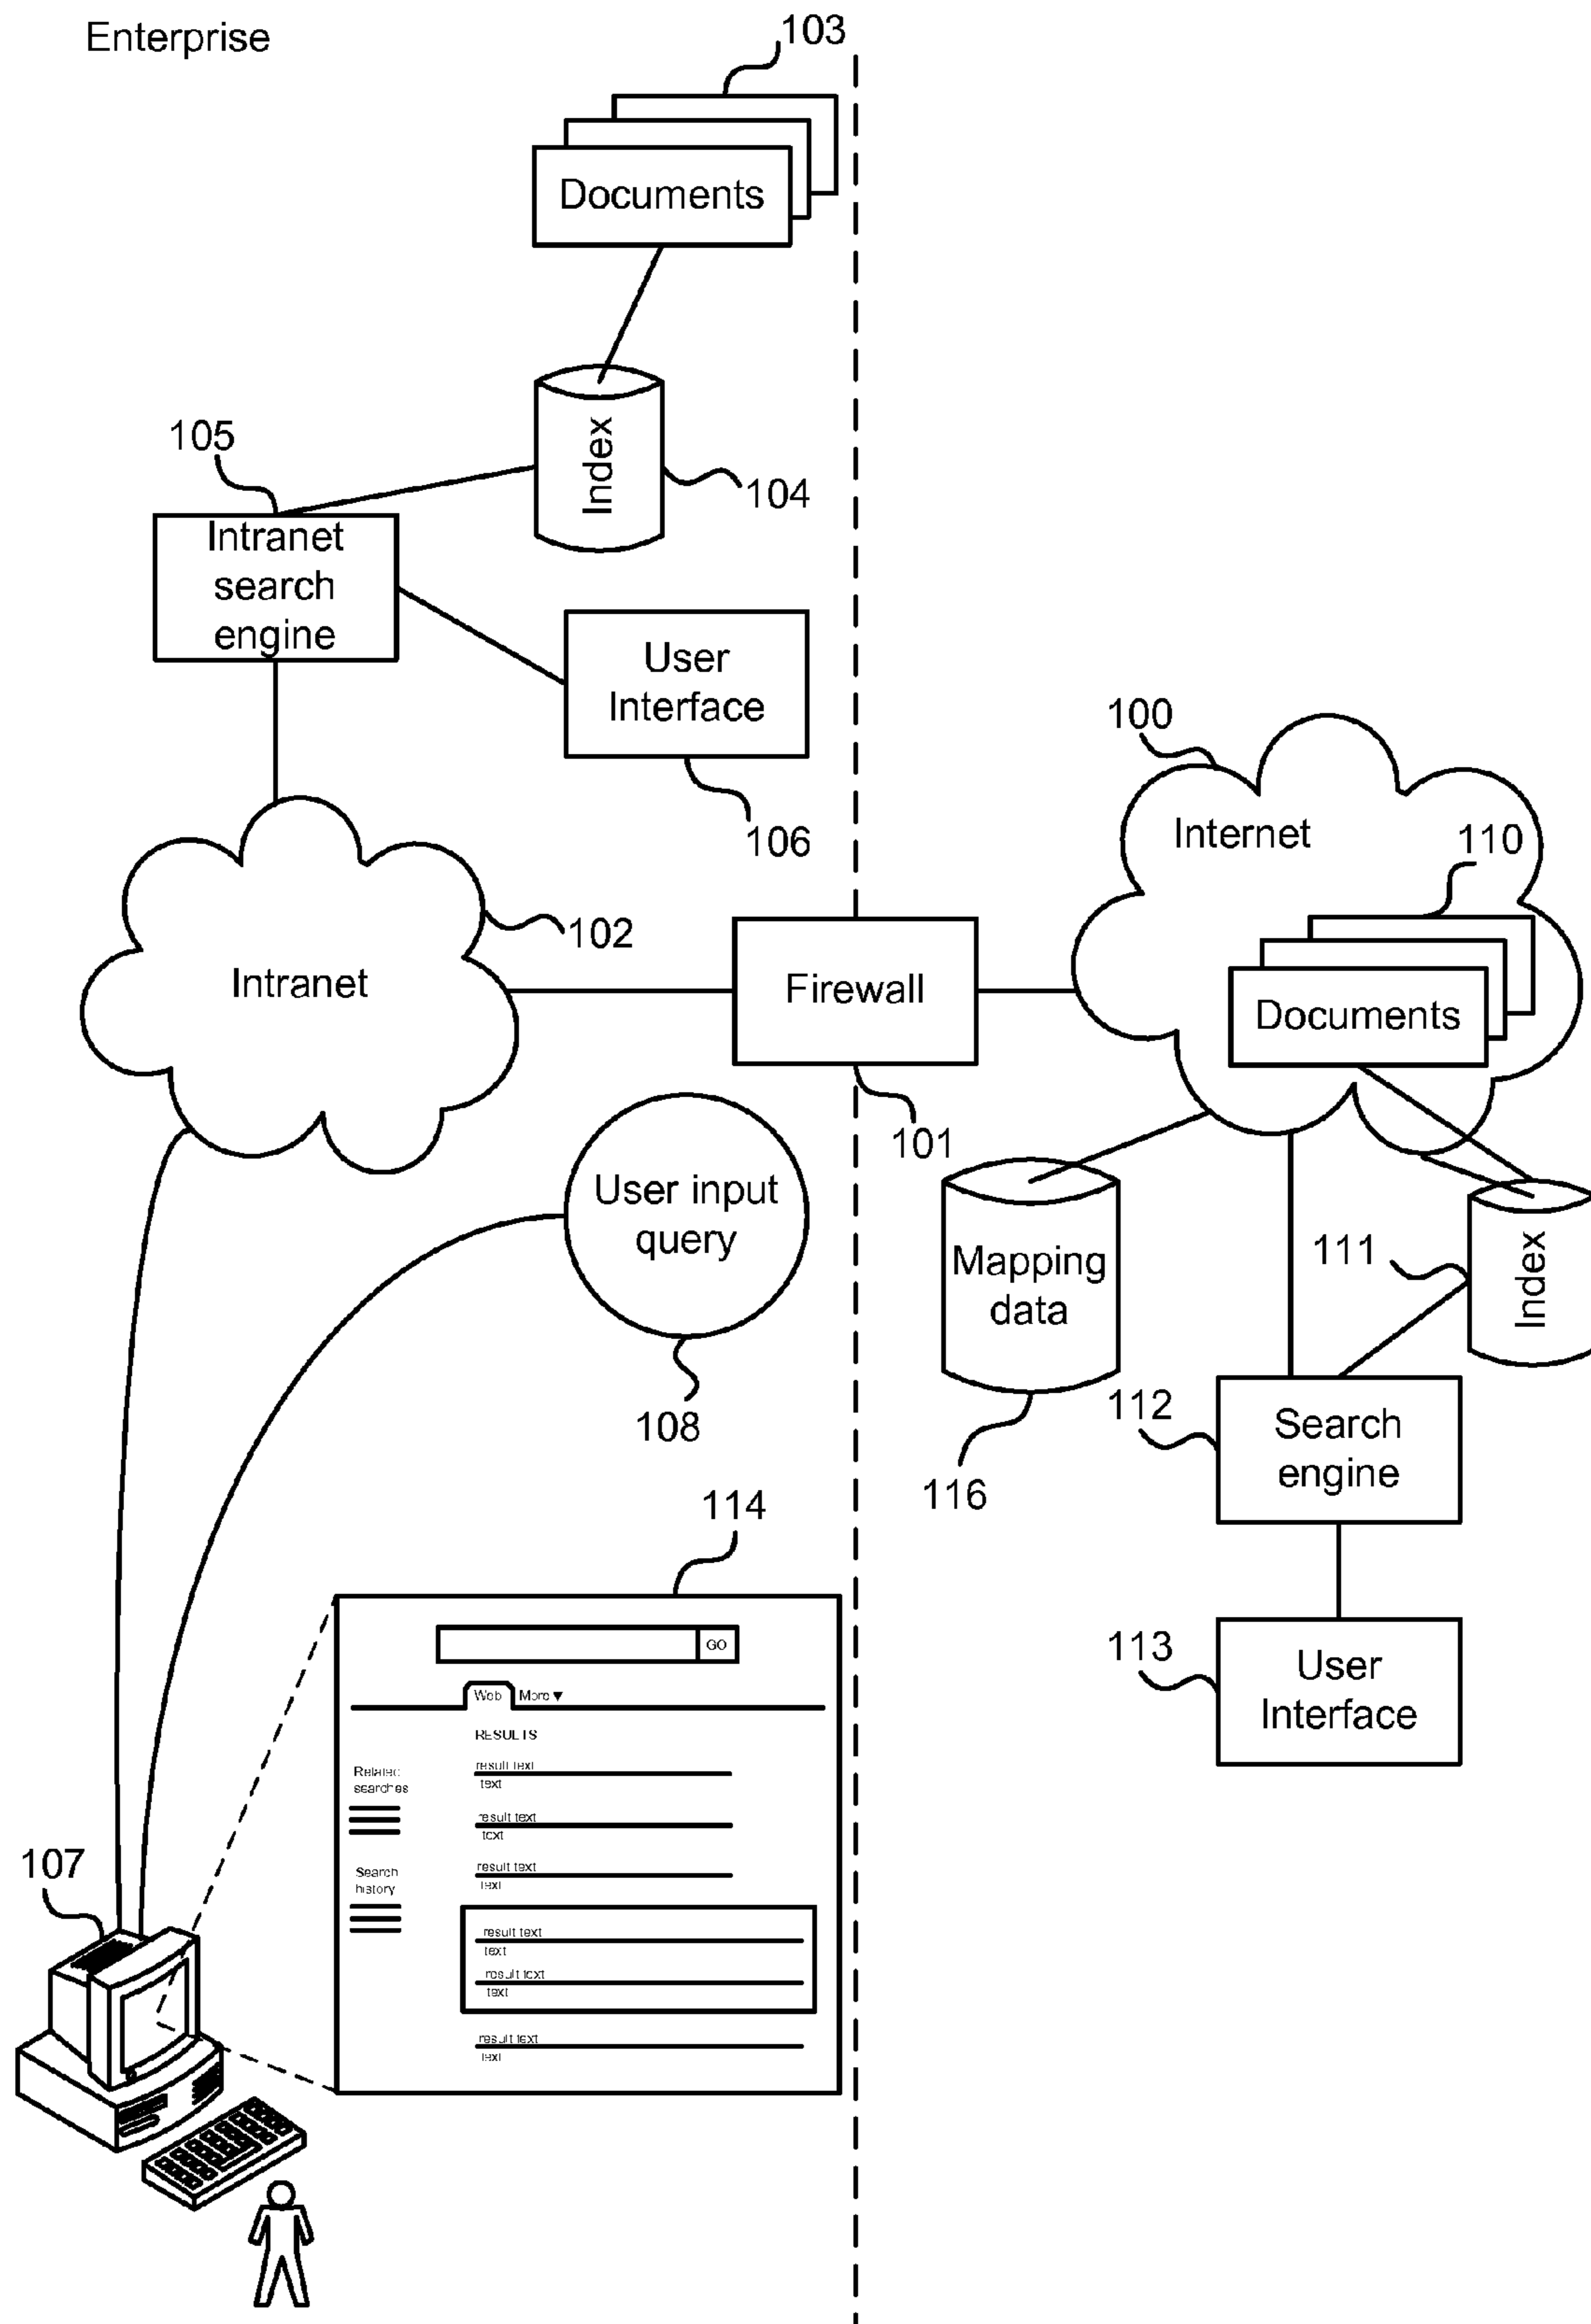 Enterprise
103
Documents
105
Index
104
Intranet
search
engine
User
Interface
106
100
Internet
110
102
Intranet
Firewall
Documents
101
User input
query
108
Mapping
data
116
111
Index
112
Search
engine
114
113
User
Interface
GO
Web More ▼
RESULTS
Related
searches
result text
text
result text
text
Search
history
result text
text
result text
text
result text
text
result text
text
107